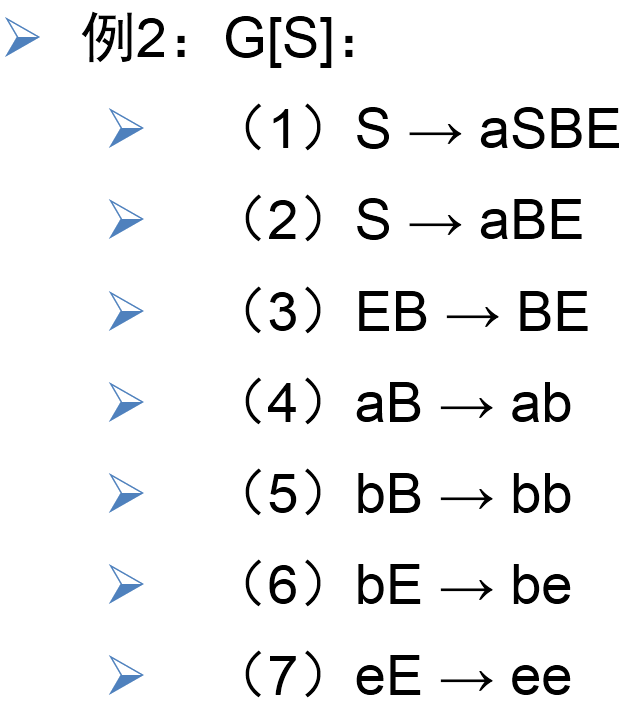 例2：G[S]：
（1）S → aSBE
（2）S → aBE
（3）EB → BE
（4）aB → ab
（5）bB → bb
（6）bE → be
（7）eE → ee